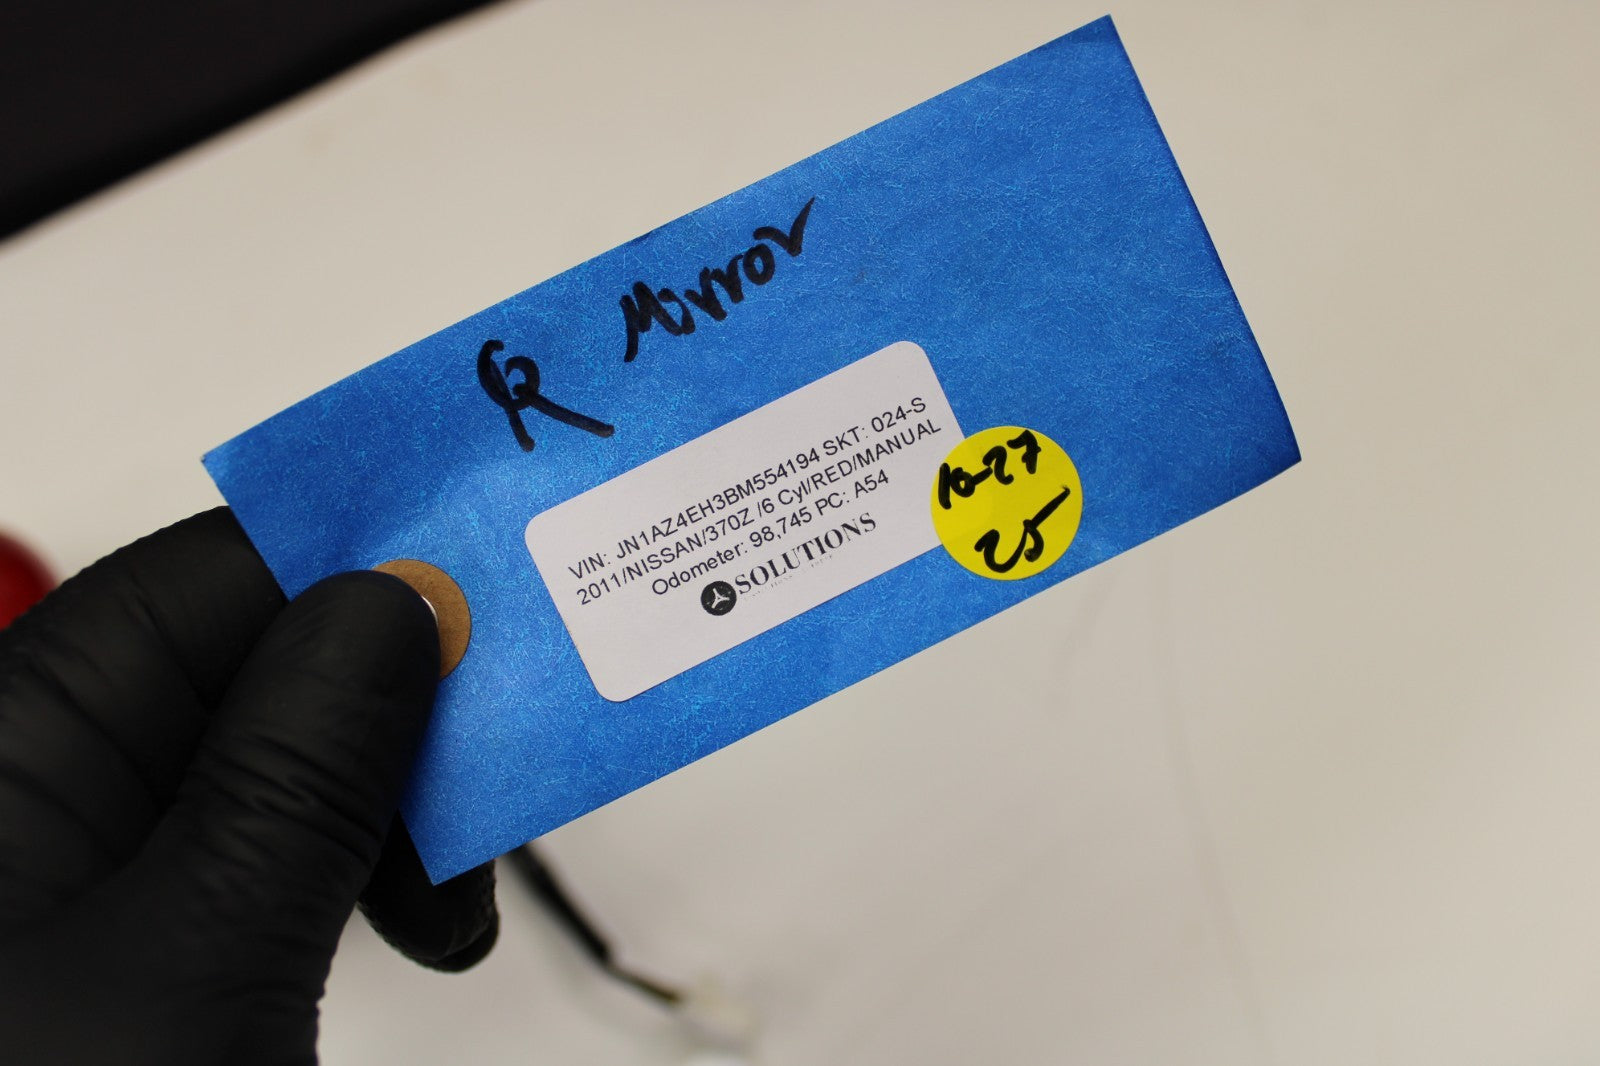 R Mirror
VIN: JN1AZ4EH3BM554194 SKT: 024-S
2011/NISSAN/370Z /6 Cyl/RED/MANUAL
Odometer: 98,745 PC: A54
SOLUTIONS
10-27
25